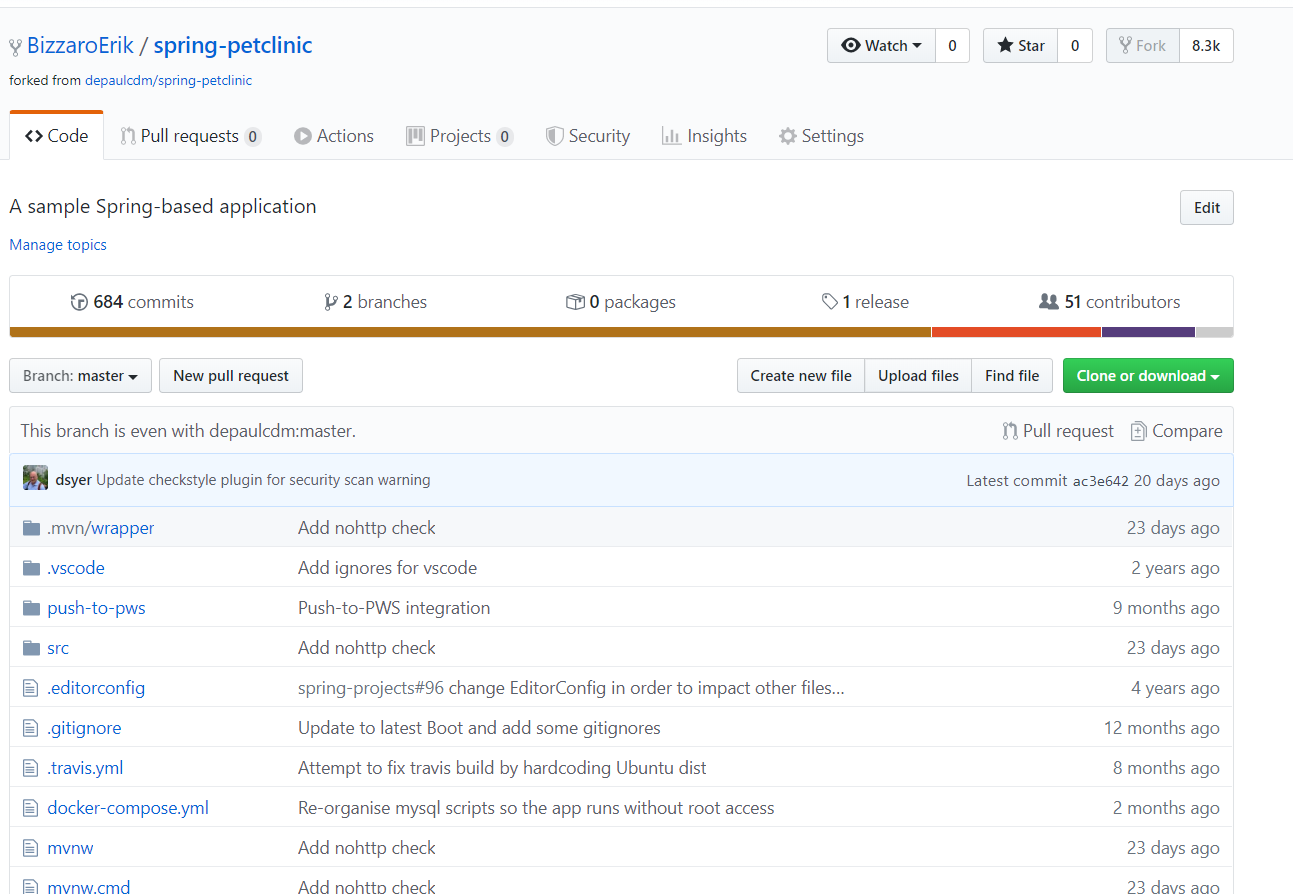 BizzaroErik / spring-petclinic Watch 0 Star 0 Fork 8.3k
forked from depaulcdm/spring-petclinic
Code Pull requests 0 Actions Projects 0 Security Insights Settings
A sample Spring-based application Edit
Manage topics
684 commits 2 branches 0 packages 1 release 51 contributors
Branch: master New pull request Create new file Upload files Find file Clone or download
This branch is even with depaulcdm:master. Pull request Compare
dsyer Update checkstyle plugin for security scan warning Latest commit ac3e642 20 days ago
.mvn/wrapper Add nohttp check 23 days ago
.vscode Add ignores for vscode 2 years ago
push-to-pws Push-to-PWS integration 9 months ago
src Add nohttp check 23 days ago
.editorconfig spring-projects#96 change EditorConfig in order to impact other files... 4 years ago
.gitignore Update to latest Boot and add some gitignores 12 months ago
.travis.yml Attempt to fix travis build by hardcoding Ubuntu dist 8 months ago
docker-compose.yml Re-organise mysql scripts so the app runs without root access 2 months ago
mvnw Add nohttp check 23 days ago
mvnw.cmd Add nohttp check 23 days ago